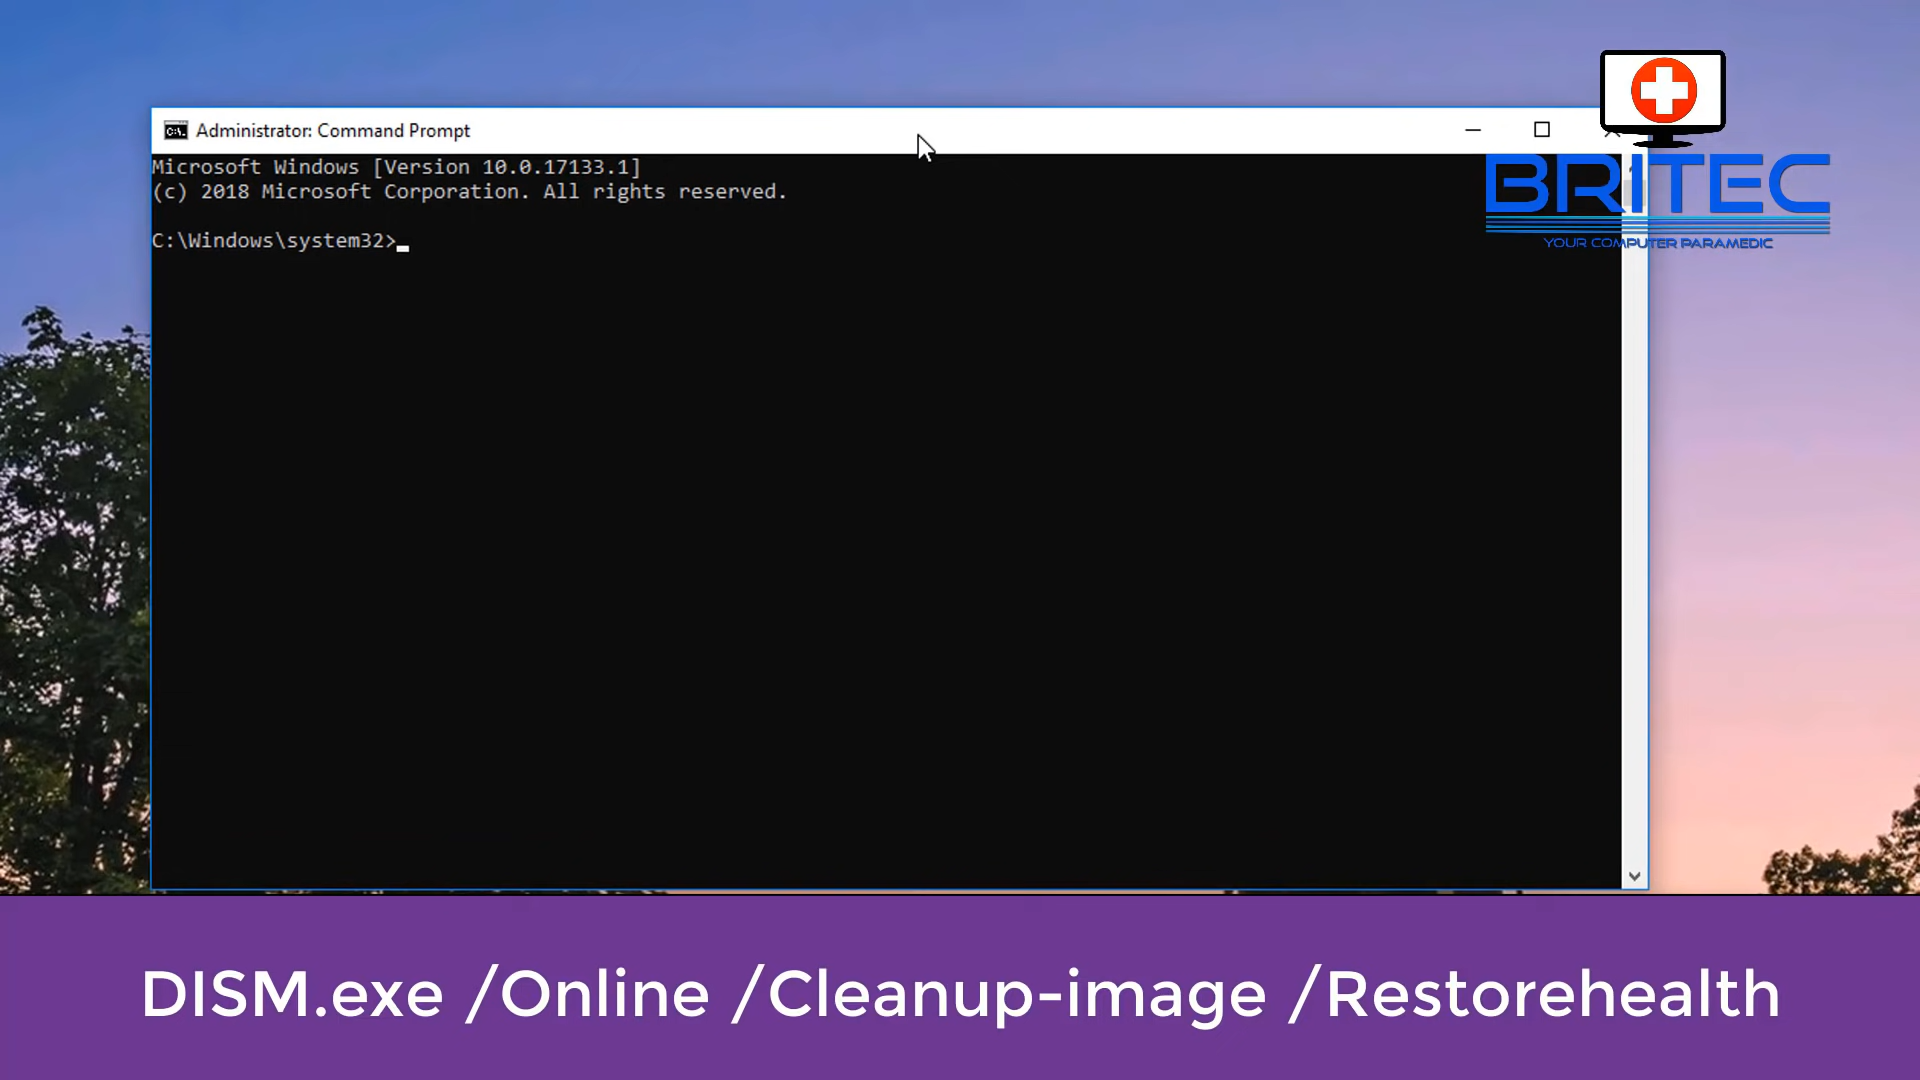 Administrator: Command Prompt
Microsoft Windows [Version 10.0.17133.1]
(c) 2018 Microsoft Corporation. All rights reserved.
C:\Windows\system32>
BRITEC
YOUR COMPUTER PARAMEDIC
DISM.exe /Online /Cleanup-image /Restorehealth